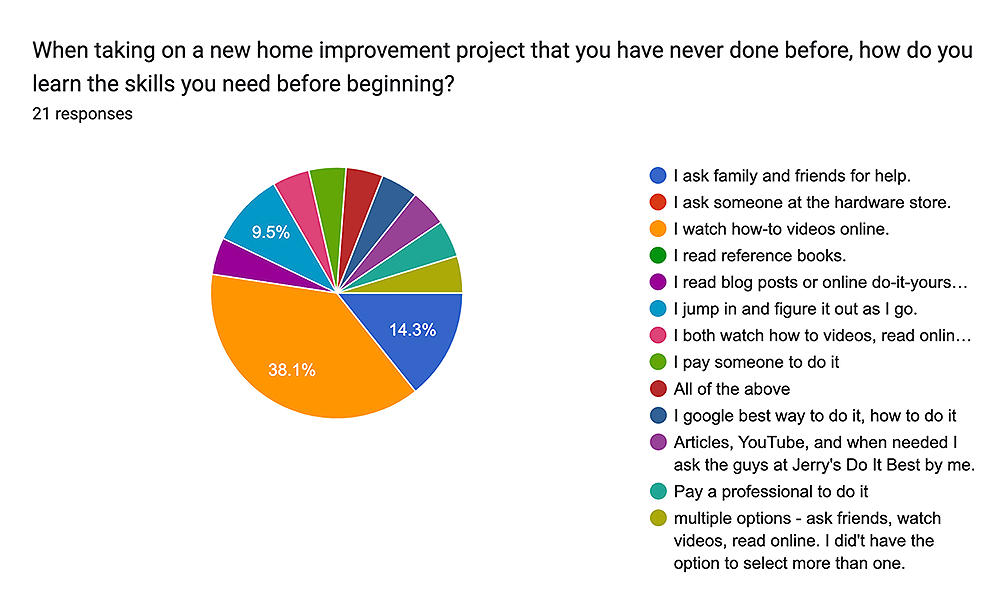 When taking on a new home improvement project that you have never done before, how do you
learn the skills you need before beginning?
21 responses
9.5%
14.3%
38.1%
I ask family and friends for help.
I ask someone at the hardware store.
I watch how-to videos online.
I read reference books.
I read blog posts or online do-it-yours...
I jump in and figure it out as I go.
I both watch how to videos, read onlin...
I pay someone to do it
All of the above
I google best way to do it, how to do it
Articles, YouTube, and when needed I
ask the guys at Jerry's Do It Best by me.
Pay a professional to do it
multiple options - ask friends, watch
videos, read online. I did't have the
option to select more than one.